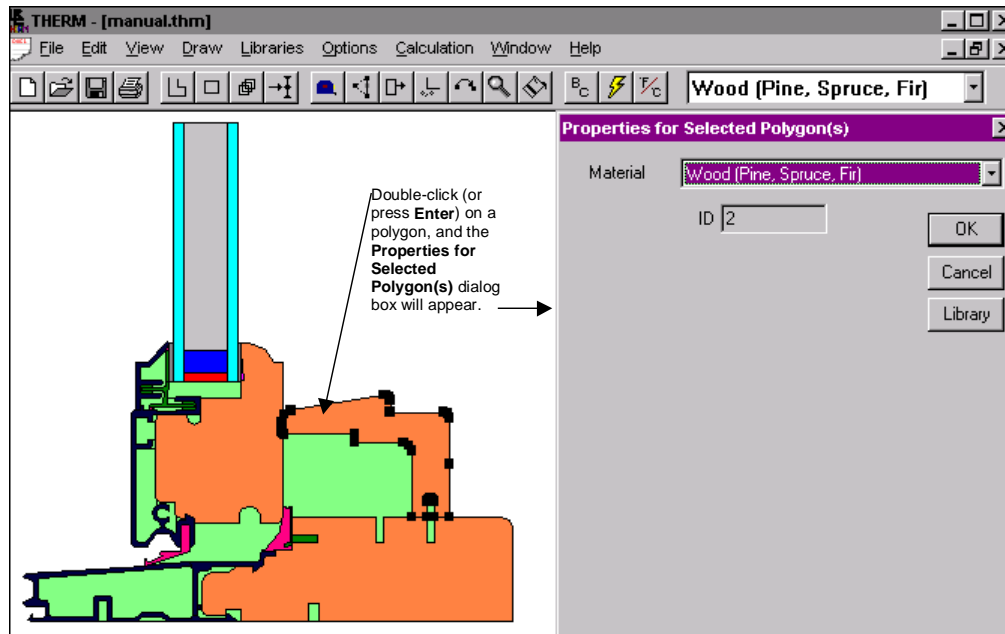 THERM - [manual.thm]
File Edit View Draw Libraries Options Calculation Window Help
BC F/C Wood (Pine, Spruce, Fir)
Properties for Selected Polygon(s)
Material Wood (Pine, Spruce, Fir)
ID 2
OK
Cancel
Library
Double-click (or
press Enter) on a
polygon, and the
Properties for
Selected
Polygon(s) dialog
box will appear.